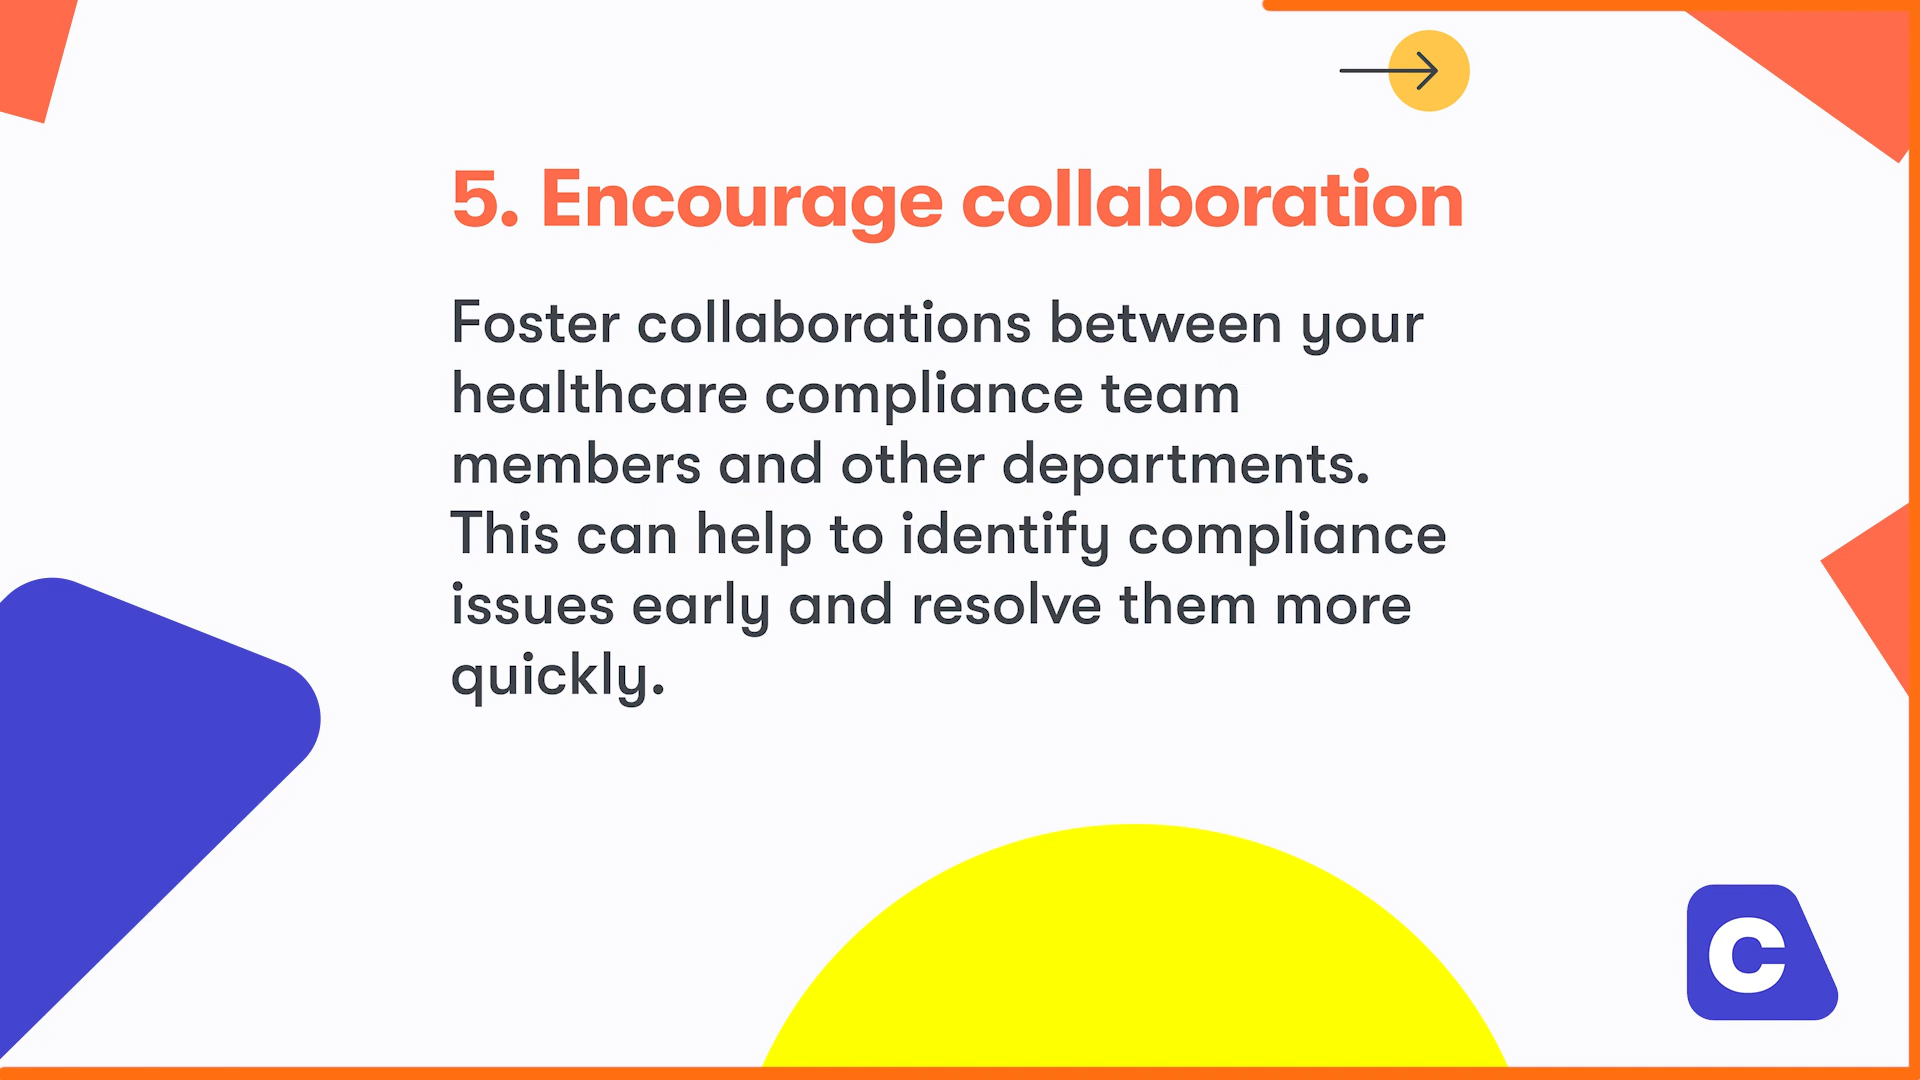 5. Encourage collaboration
Foster collaborations between your
healthcare compliance team
members and other departments.
This can help to identify compliance
issues early and resolve them more
quickly.
C